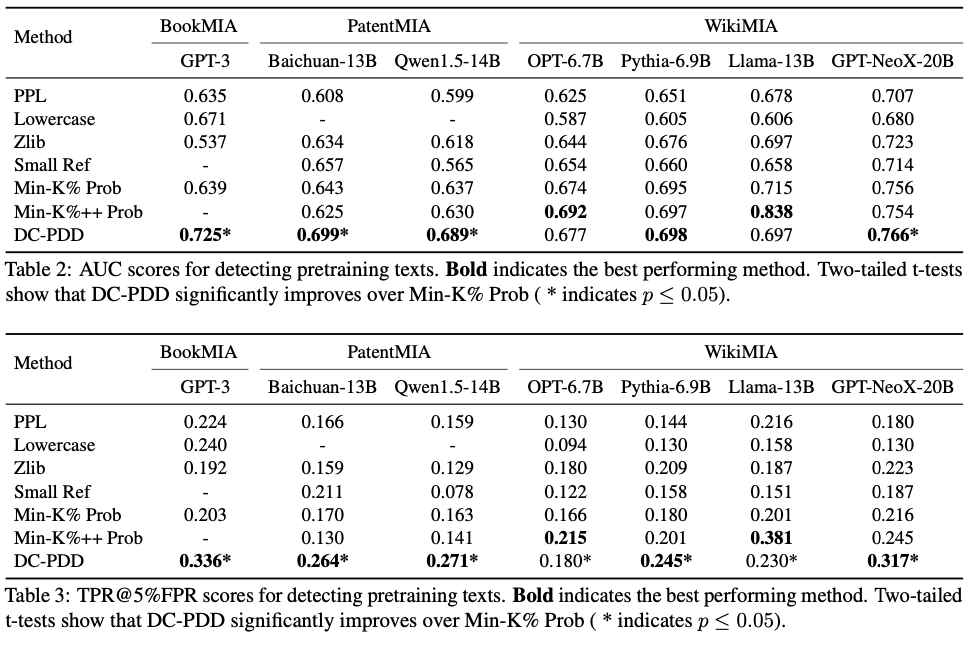 Method BookMIA PatentMIA WikiMIA
GPT-3 Baichuan-13B Qwen1.5-14B OPT-6.7B Pythia-6.9B Llama-13B GPT-NeoX-20B
PPL 0.635 0.608 0.599 0.625 0.651 0.678 0.707
Lowercase 0.671 - - 0.587 0.605 0.606 0.680
Zlib 0.537 0.634 0.618 0.644 0.676 0.697 0.723
Small Ref - 0.657 0.565 0.654 0.660 0.658 0.714
Min-K% Prob 0.639 0.643 0.637 0.674 0.695 0.715 0.756
Min-K%++ Prob - 0.625 0.630 0.692 0.697 0.838 0.754
DC-PDD 0.725* 0.699* 0.689* 0.677 0.698 0.697 0.766*
Table 2: AUC scores for detecting pretraining texts. Bold indicates the best performing method. Two-tailed t-tests
show that DC-PDD significantly improves over Min-K% Prob ( * indicates p ≤ 0.05).
Method BookMIA PatentMIA WikiMIA
GPT-3 Baichuan-13B Qwen1.5-14B OPT-6.7B Pythia-6.9B Llama-13B GPT-NeoX-20B
PPL 0.224 0.166 0.159 0.130 0.144 0.216 0.180
Lowercase 0.240 - - 0.094 0.130 0.158 0.130
Zlib 0.192 0.159 0.129 0.180 0.209 0.187 0.223
Small Ref - 0.211 0.078 0.122 0.158 0.151 0.187
Min-K% Prob 0.203 0.170 0.163 0.166 0.180 0.201 0.216
Min-K%++ Prob - 0.130 0.141 0.215 0.201 0.381 0.245
DC-PDD 0.336* 0.264* 0.271* 0.180* 0.245* 0.230* 0.317*
Table 3: TPR@5%FPR scores for detecting pretraining texts. Bold indicates the best performing method. Two-tailed
t-tests show that DC-PDD significantly improves over Min-K% Prob ( * indicates p ≤ 0.05).